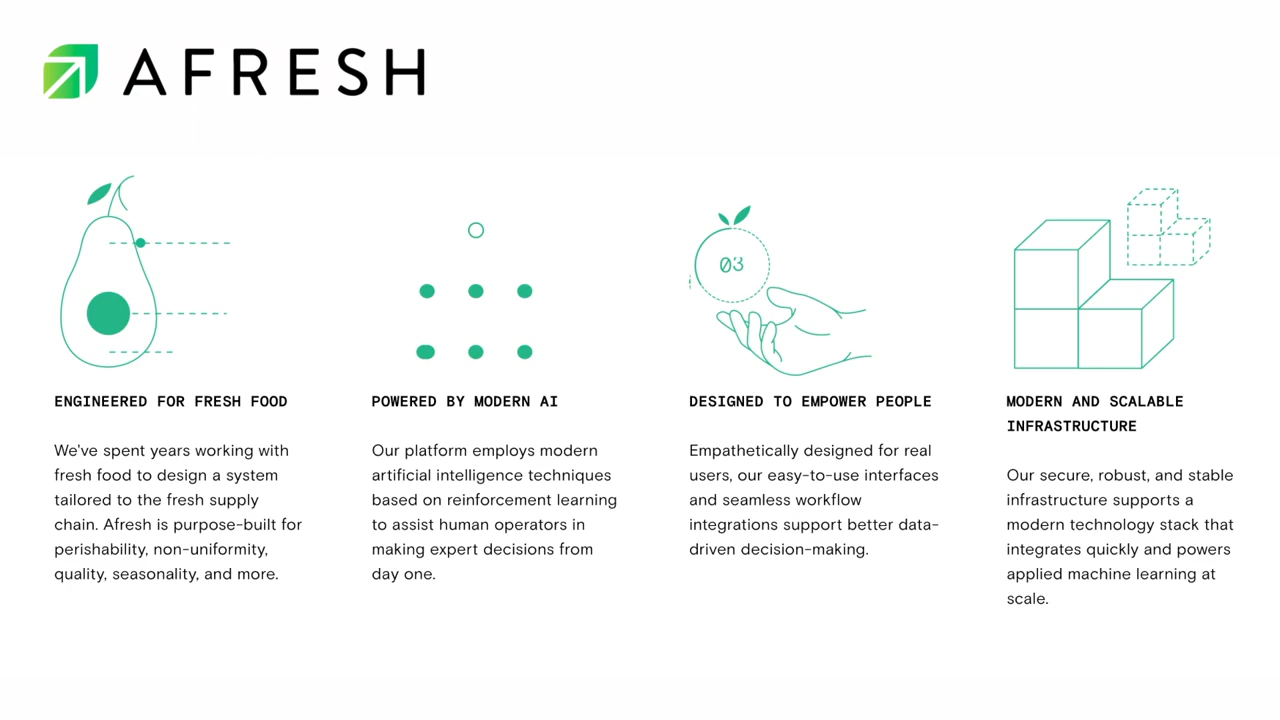 AFRESH
03
ENGINEERED FOR FRESH FOOD
We've spent years working with
fresh food to design a system
tailored to the fresh supply
chain. Afresh is purpose-built for
perishability, non-uniformity,
quality, seasonality, and more.
POWERED BY MODERN AI
Our platform employs modern
artificial intelligence techniques
based on reinforcement learning
to assist human operators in
making expert decisions from
day one.
DESIGNED TO EMPOWER PEOPLE
Empathetically designed for real
users, our easy-to-use interfaces
and seamless workflow
integrations support better data-
driven decision-making.
MODERN AND SCALABLE
INFRASTRUCTURE
Our secure, robust, and stable
infrastructure supports a
modern technology stack that
integrates quickly and powers
applied machine learning at
scale.